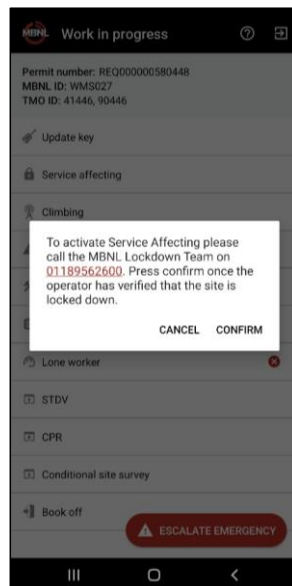 MBNL Work in progress
Permit number: REQ000000580448
MBNL ID: WMS027
TMO ID: 41446, 90446
Update key
Service affecting
Climbing
To activate Service Affecting please
call the MBNL Lockdown Team on
01189562600. Press confirm once the
operator has verified that the site is
locked down.
CANCEL CONFIRM
Lone worker
STDV
CPR
Conditional site survey
Book off
ESCALATE EMERGENCY